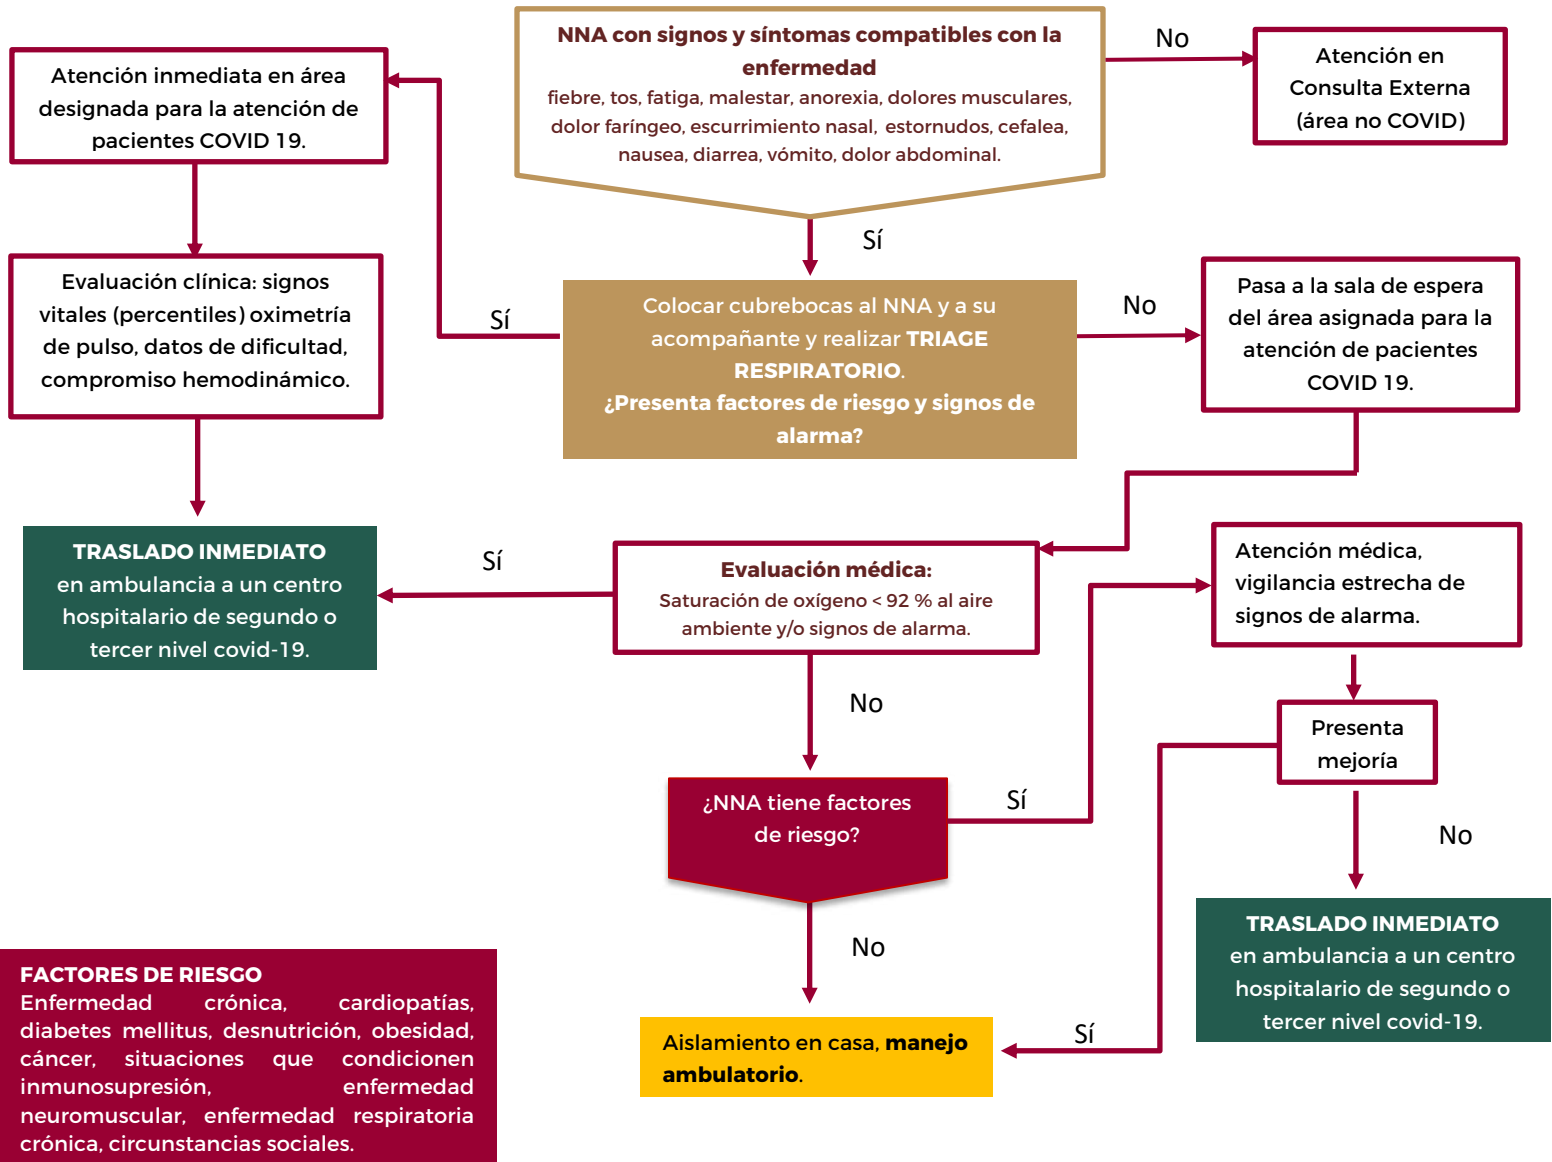 NNA con signos y síntomas compatibles con la
enfermedad
fiebre, tos, fatiga, malestar, anorexia, dolores musculares,
dolor faríngeo, escurrimiento nasal, estornudos, cefalea,
nausea, diarrea, vómito, dolor abdominal.
No
Atención en
Consulta Externa
(área no COVID)
Atención inmediata en área
designada para la atención de
pacientes COVID 19.
Sí
Evaluación clínica: signos
vitales (percentiles) oximetría
de pulso, datos de dificultad,
compromiso hemodinámico.
Sí
Colocar cubrebocas al NNA y a su
acompañante y realizar TRIAGE
RESPIRATORIO.
¿Presenta factores de riesgo y signos de
alarma?
No
Pasa a la sala de espera
del área asignada para la
atención de pacientes
COVID 19.
TRASLADO INMEDIATO
en ambulancia a un centro
hospitalario de segundo o
tercer nivel covid-19.
Sí
Evaluación médica:
Saturación de oxígeno < 92 % al aire
ambiente y/o signos de alarma.
Atención médica,
vigilancia estrecha de
signos de alarma.
No
Presenta
mejoría
¿NNA tiene factores
de riesgo?
Sí
No
No
TRASLADO INMEDIATO
en ambulancia a un centro
hospitalario de segundo o
tercer nivel covid-19.
Sí
Aislamiento en casa, manejo
ambulatorio.
FACTORES DE RIESGO
Enfermedad crónica, cardiopatías,
diabetes mellitus, desnutrición, obesidad,
cáncer, situaciones que condicionen
inmunosupresión, enfermedad
neuromuscular, enfermedad respiratoria
crónica, circunstancias sociales.